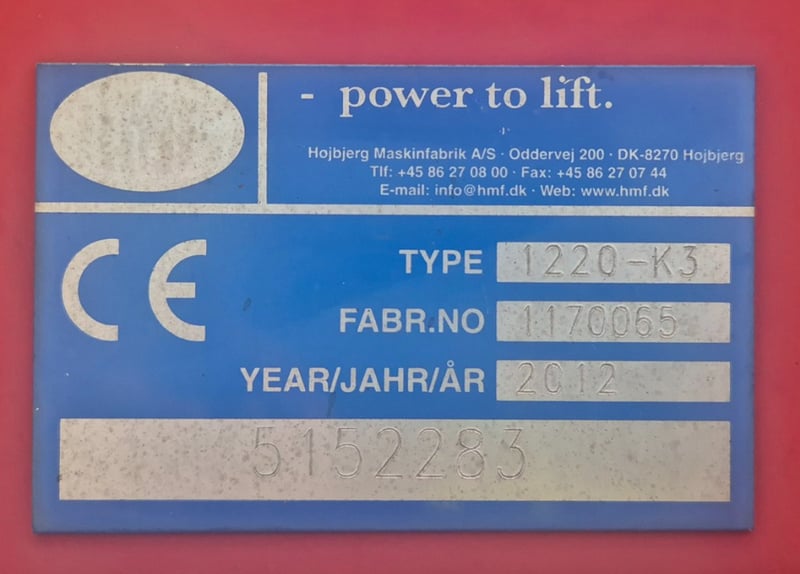 - power to lift.
Højbjerg Maskinfabrik A/S · Oddervej 200 · DK-8270 Højbjerg
Tlf: +45 86 27 08 00 · Fax: +45 86 27 07 44
E-mail: info@hmf.dk · Web: www.hmf.dk
CE
TYPE 1220-K3
FABR.NO 1170065
YEAR/JAHR/ÅR 2012
5152283